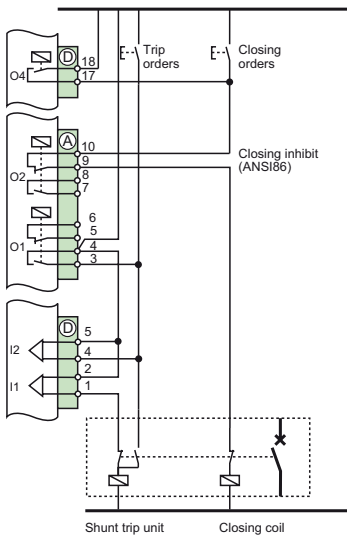 D
Trip
orders
Closing
orders
18
O4
17
A
10
Closing inhibit
(ANSI86)
9
O2
8
7
6
5
O1
4
3
D
5
I2
4
2
I1
1
Shunt trip unit
Closing coil